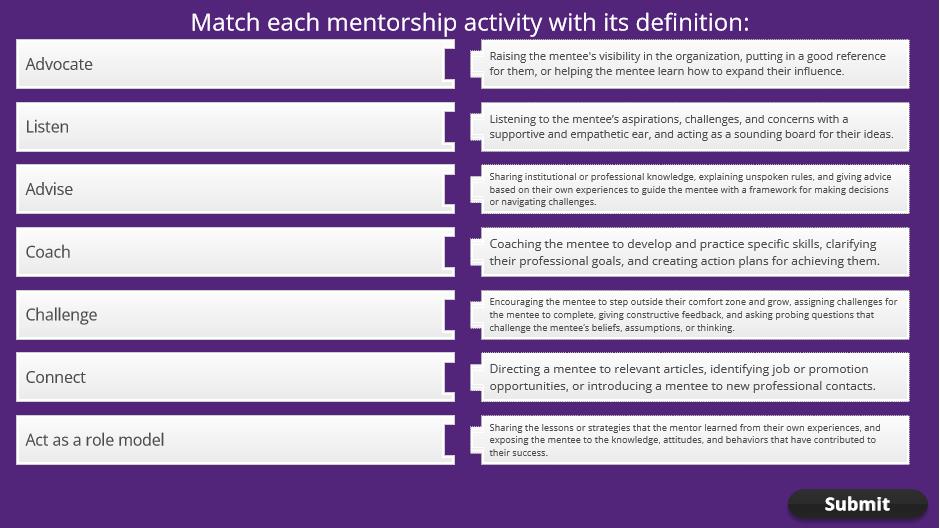 Match each mentorship activity with its definition:
Advocate
Raising the mentee's visibility in the organization, putting in a good reference
for them, or helping the mentee learn how to expand their influence.
Listen
Listening to the mentee's aspirations, challenges, and concerns with a
supportive and empathetic ear, and acting as a sounding board for their ideas.
Advise
Sharing institutional or professional knowledge, explaining unspoken rules, and giving advice
based on their own experiences to guide the mentee with a framework for making decisions
or navigating challenges.
Coach
Coaching the mentee to develop and practice specific skills, clarifying
their professional goals, and creating action plans for achieving them.
Challenge
Encouraging the mentee to step outside their comfort zone and grow, assigning challenges for
the mentee to complete, giving constructive feedback, and asking probing questions that
challenge the mentee's beliefs, assumptions, or thinking.
Connect
Directing a mentee to relevant articles, identifying job or promotion
opportunities, or introducing a mentee to new professional contacts.
Act as a role model
Sharing the lessons or strategies that the mentor learned from their own experiences, and
exposing the mentee to the knowledge, attitudes, and behaviors that have contributed to
their success.
Submit